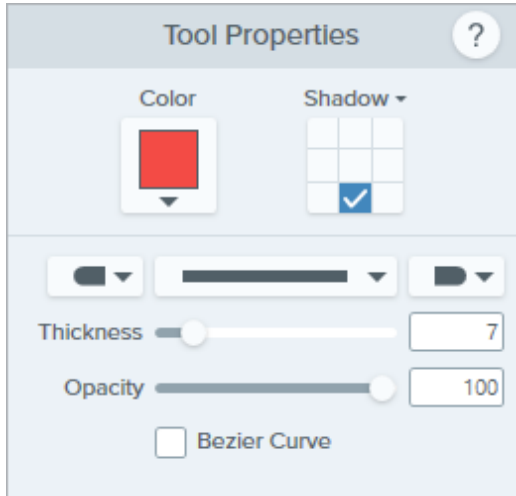 Tool Properties ?
Color Shadow
Thickness 7
Opacity 100
Bezier Curve